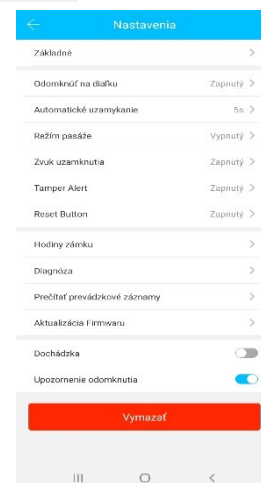 Nastavenia
Základné
Odomknúť na diaľku Zapnutý
Automatické uzamykanie 5s
Režím pasáže Vypnutý
Zvuk uzamknutia Zapnutý
Tamper Alert Zapnutý
Reset Button Zapnutý
Hodiny zámku
Diagnóza
Prečítať prevádzkové záznamy
Aktualizácia Firmwaru
Dochádzka
Upozornenie odomknutia
Vymazať